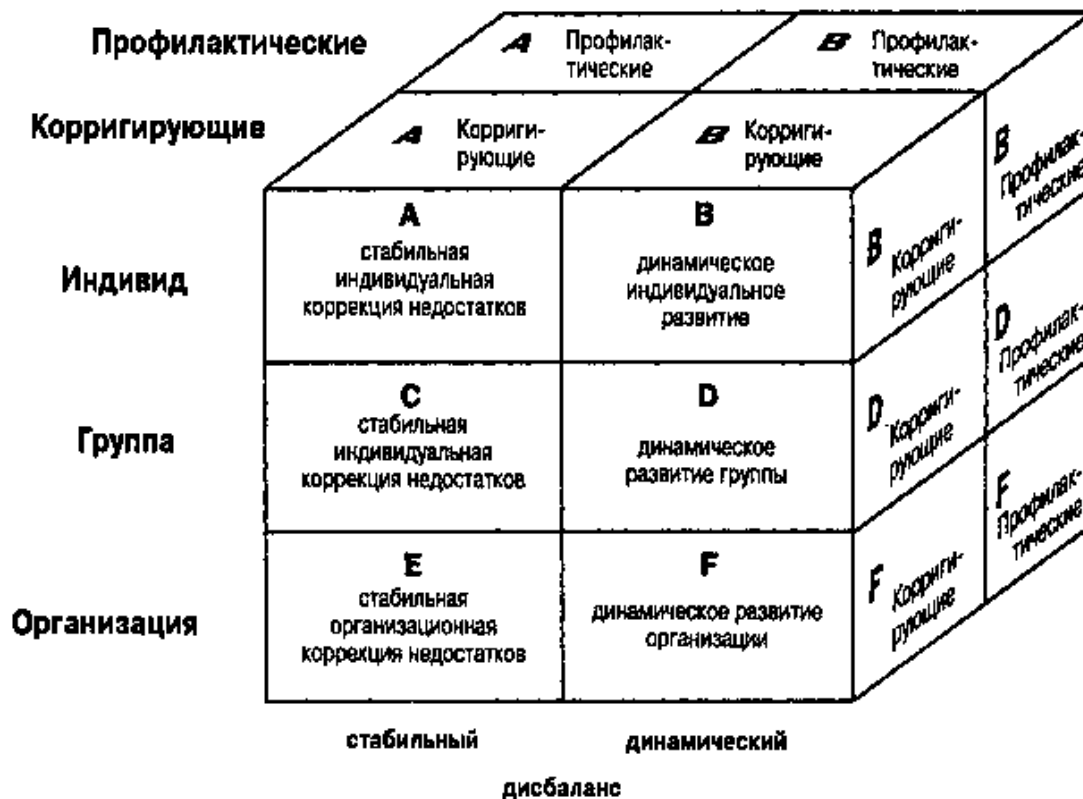 Профилактические
A Профилак-
тические
B Профилак-
тические
Корригирующие
A Корриги-
рующие
B Корриги-
рующие
Индивид
A
стабильная
индивидуальная
коррекция недостатков
B
динамическое
индивидуальное
развитие
B Корриги-
рующие
B Профилак-
тические
Группа
C
стабильная
индивидуальная
коррекция недостатков
D
динамическое
развитие группы
D Корриги-
рующие
D Профилак-
тические
Организация
E
стабильная
организационная
коррекция недостатков
F
динамическое развитие
организации
F Корриги-
рующие
F Профилак-
тические
стабильный
динамический
дисбаланс